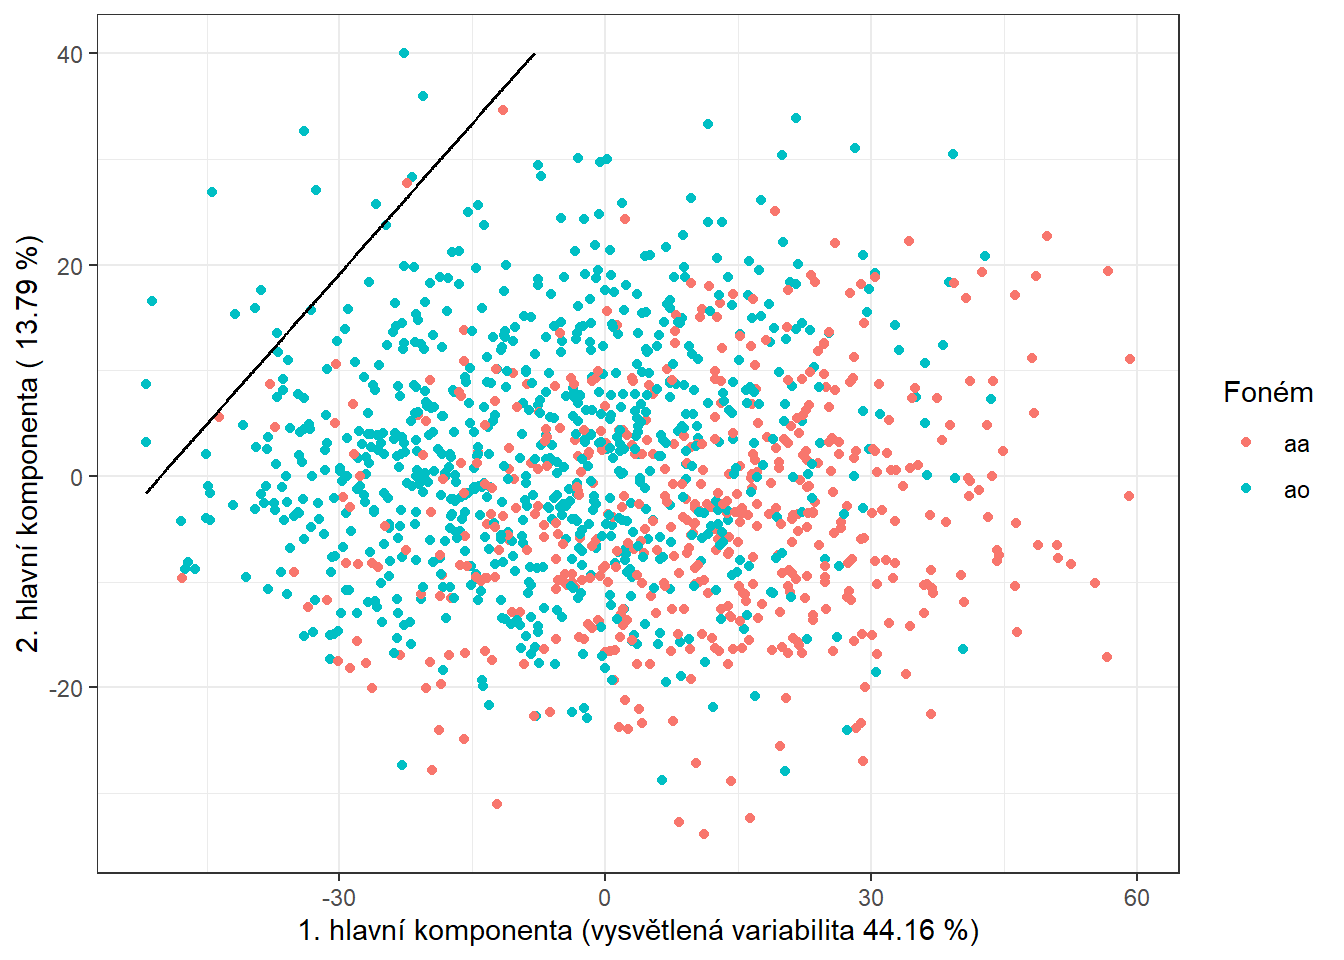 40
20
0
-20
-30
0
30
60
1. hlavní komponenta (vysvětlená variabilita 44.16 %)
2. hlavní komponenta ( 13.79 %)
Foném
aa
ao